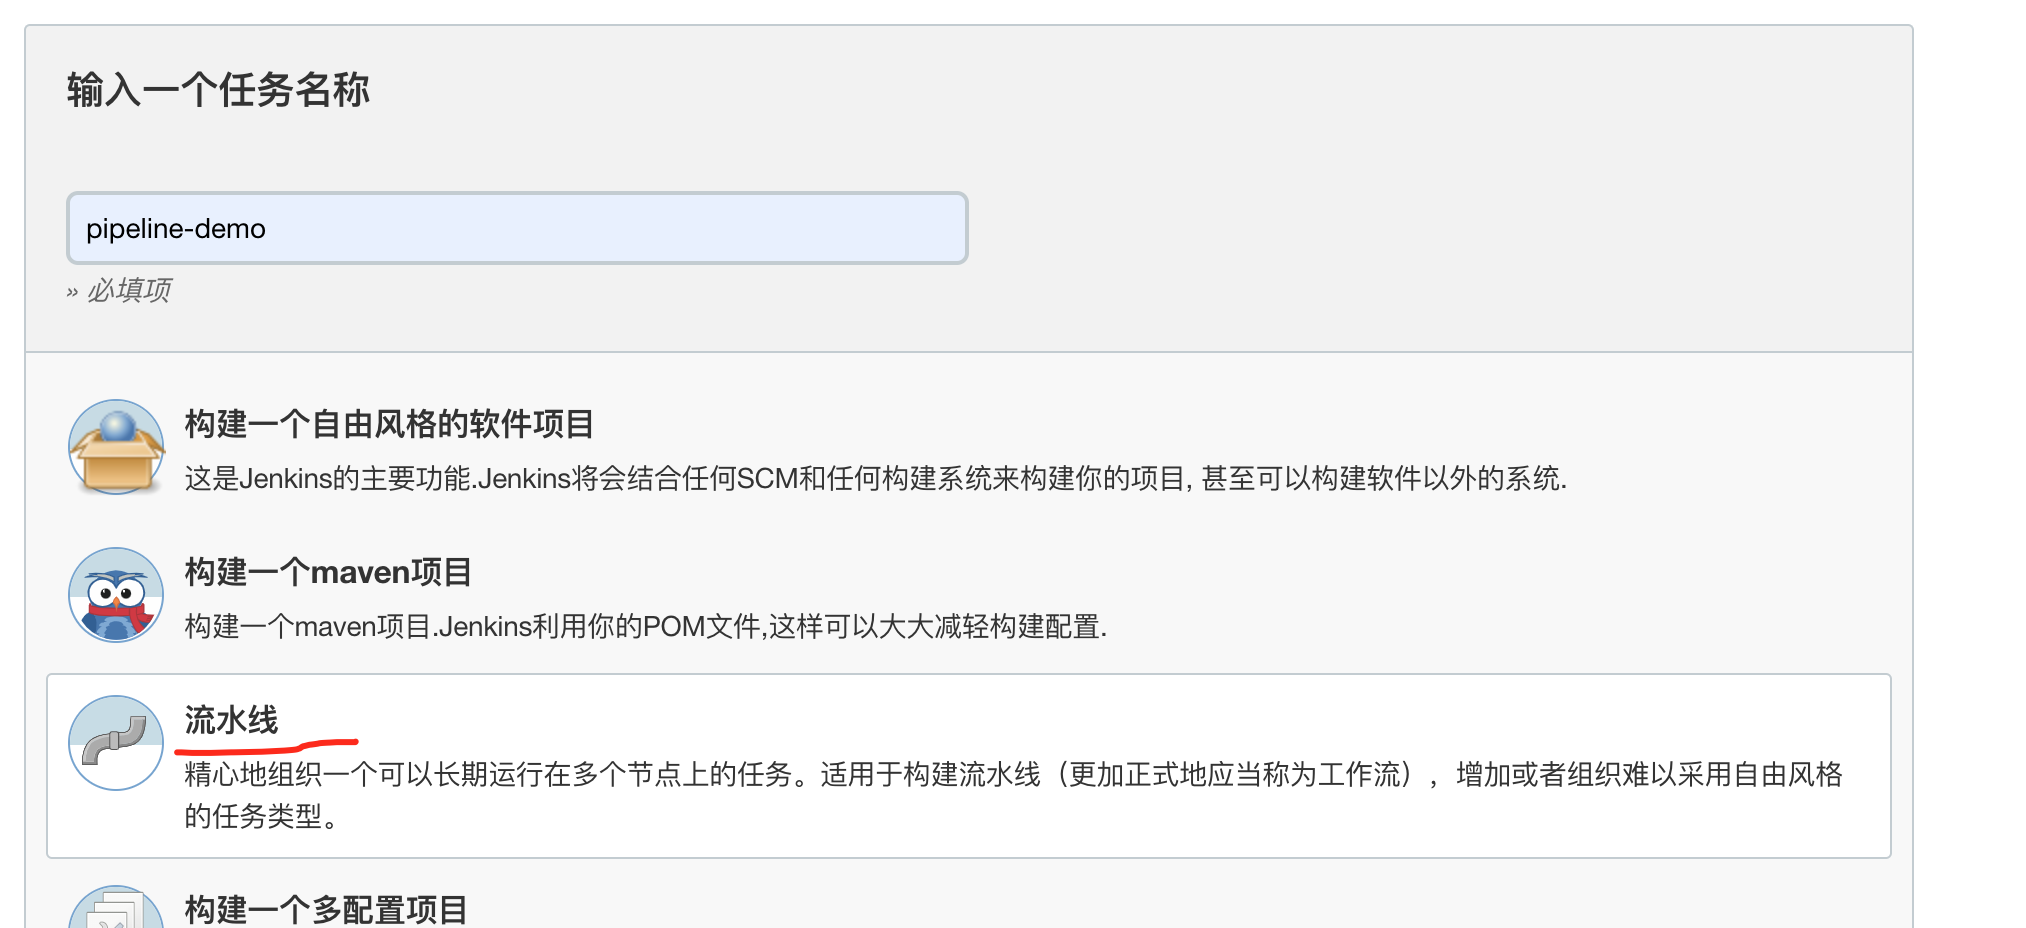 输入一个任务名称
pipeline-demo
» 必填项
构建一个自由风格的软件项目
这是Jenkins的主要功能.Jenkins将会结合任何SCM和任何构建系统来构建你的项目, 甚至可以构建软件以外的系统.
构建一个maven项目
构建一个maven项目.Jenkins利用你的POM文件,这样可以大大减轻构建配置.
流水线
精心地组织一个可以长期运行在多个节点上的任务。适用于构建流水线（更加正式地应当称为工作流），增加或者组织难以采用自由风格
的任务类型。
构建一个多配置项目